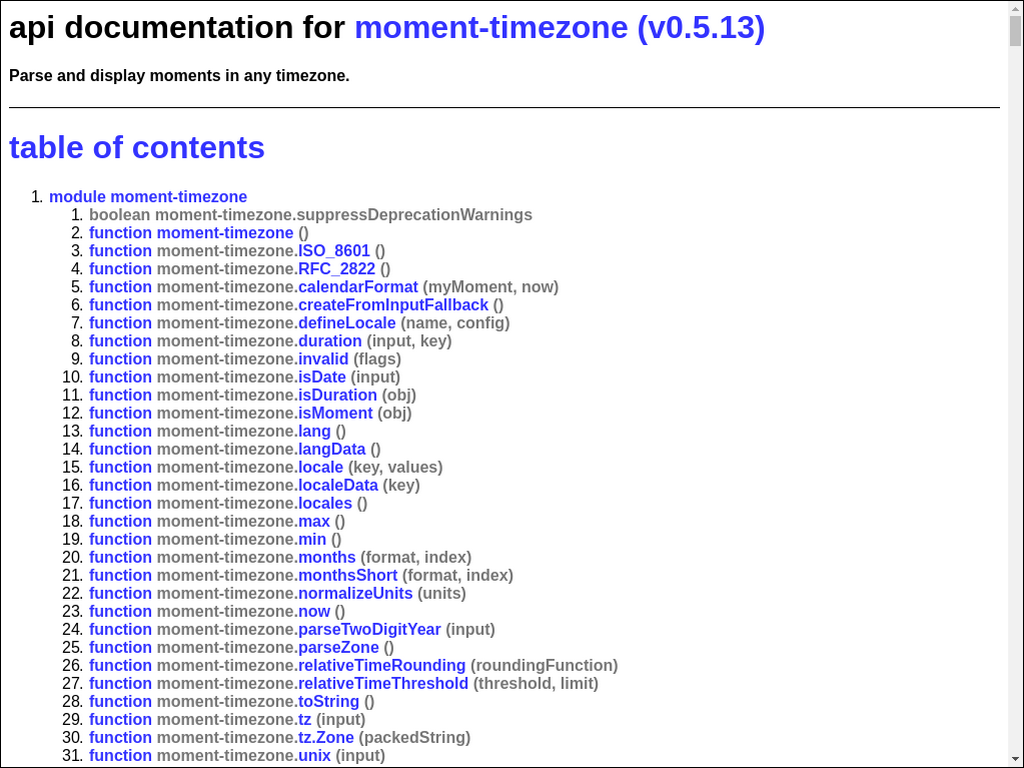 api documentation for moment-timezone (v0.5.13)
Parse and display moments in any timezone.
table of contents
1. module moment-timezone
1. boolean moment-timezone.suppressDeprecationWarnings
2. function moment-timezone ()
3. function moment-timezone.ISO_8601 ()
4. function moment-timezone.RFC_2822 ()
5. function moment-timezone.calendarFormat (myMoment, now)
6. function moment-timezone.createFromInputFallback ()
7. function moment-timezone.defineLocale (name, config)
8. function moment-timezone.duration (input, key)
9. function moment-timezone.invalid (flags)
10. function moment-timezone.isDate (input)
11. function moment-timezone.isDuration (obj)
12. function moment-timezone.isMoment (obj)
13. function moment-timezone.lang ()
14. function moment-timezone.langData ()
15. function moment-timezone.locale (key, values)
16. function moment-timezone.localeData (key)
17. function moment-timezone.locales ()
18. function moment-timezone.max ()
19. function moment-timezone.min ()
20. function moment-timezone.months (format, index)
21. function moment-timezone.monthsShort (format, index)
22. function moment-timezone.normalizeUnits (units)
23. function moment-timezone.now ()
24. function moment-timezone.parseTwoDigitYear (input)
25. function moment-timezone.parseZone ()
26. function moment-timezone.relativeTimeRounding (roundingFunction)
27. function moment-timezone.relativeTimeThreshold (threshold, limit)
28. function moment-timezone.toString ()
29. function moment-timezone.tz (input)
30. function moment-timezone.tz.Zone (packedString)
31. function moment-timezone.unix (input)